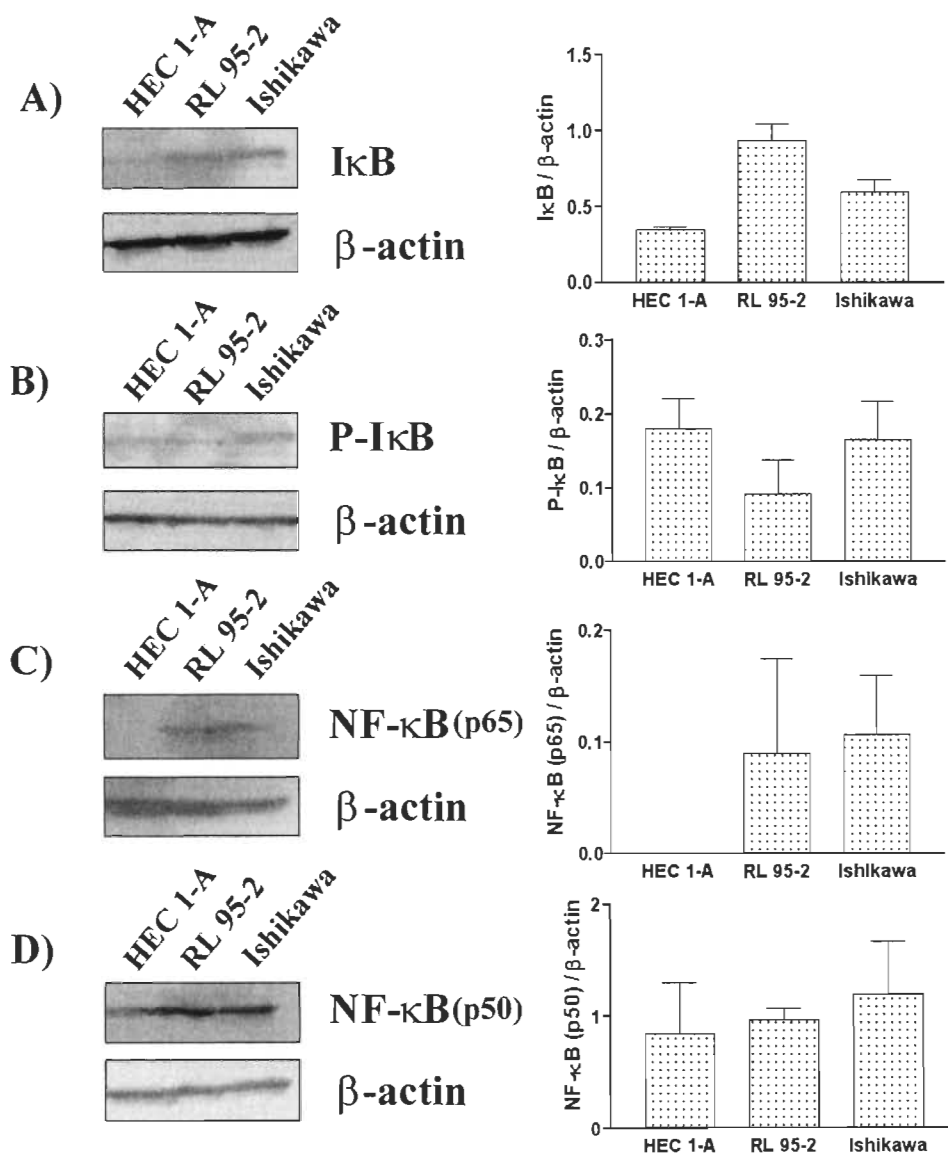 A)
HEC 1-A
RL 95-2
Ishikawa
IκB
β-actin
IκB / β-actin
1.0
0.5
0.0
HEC 1-A RL 95-2 Ishikawa
B)
HEC 1-A
RL 95-2
Ishikawa
P-IκB
β-actin
P-IκB / β-actin
0.3
0.2
0.1
0.0
HEC 1-A RL 95-2 Ishikawa
C)
HEC 1-A
RL 95-2
Ishikawa
NF-κB (p65)
β-actin
NF-κB (p65) / β-actin
0.2
0.1
0.0
HEC 1-A RL 95-2 Ishikawa
D)
HEC 1-A
RL 95-2
Ishikawa
NF-κB (p50)
β-actin
NF-κB (p50) / β-actin
2
1
0
HEC 1-A RL 95-2 Ishikawa